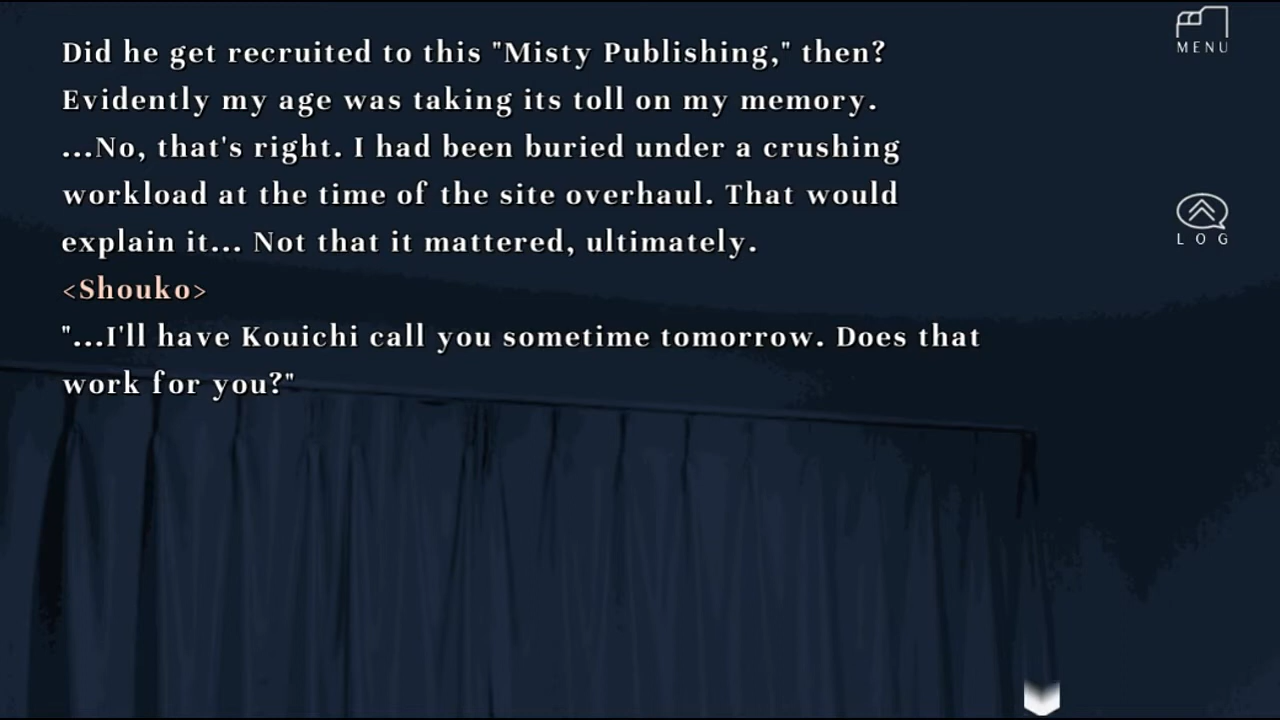 Did he get recruited to this "Misty Publishing," then?
MENU
Evidently my age was taking its toll on my memory.
...No, that's right. I had been buried under a crushing
workload at the time of the site overhaul. That would
LOG
explain it... Not that it mattered, ultimately.
<Shouko>
"...I'll have Kouichi call you sometime tomorrow. Does that
work for you?"